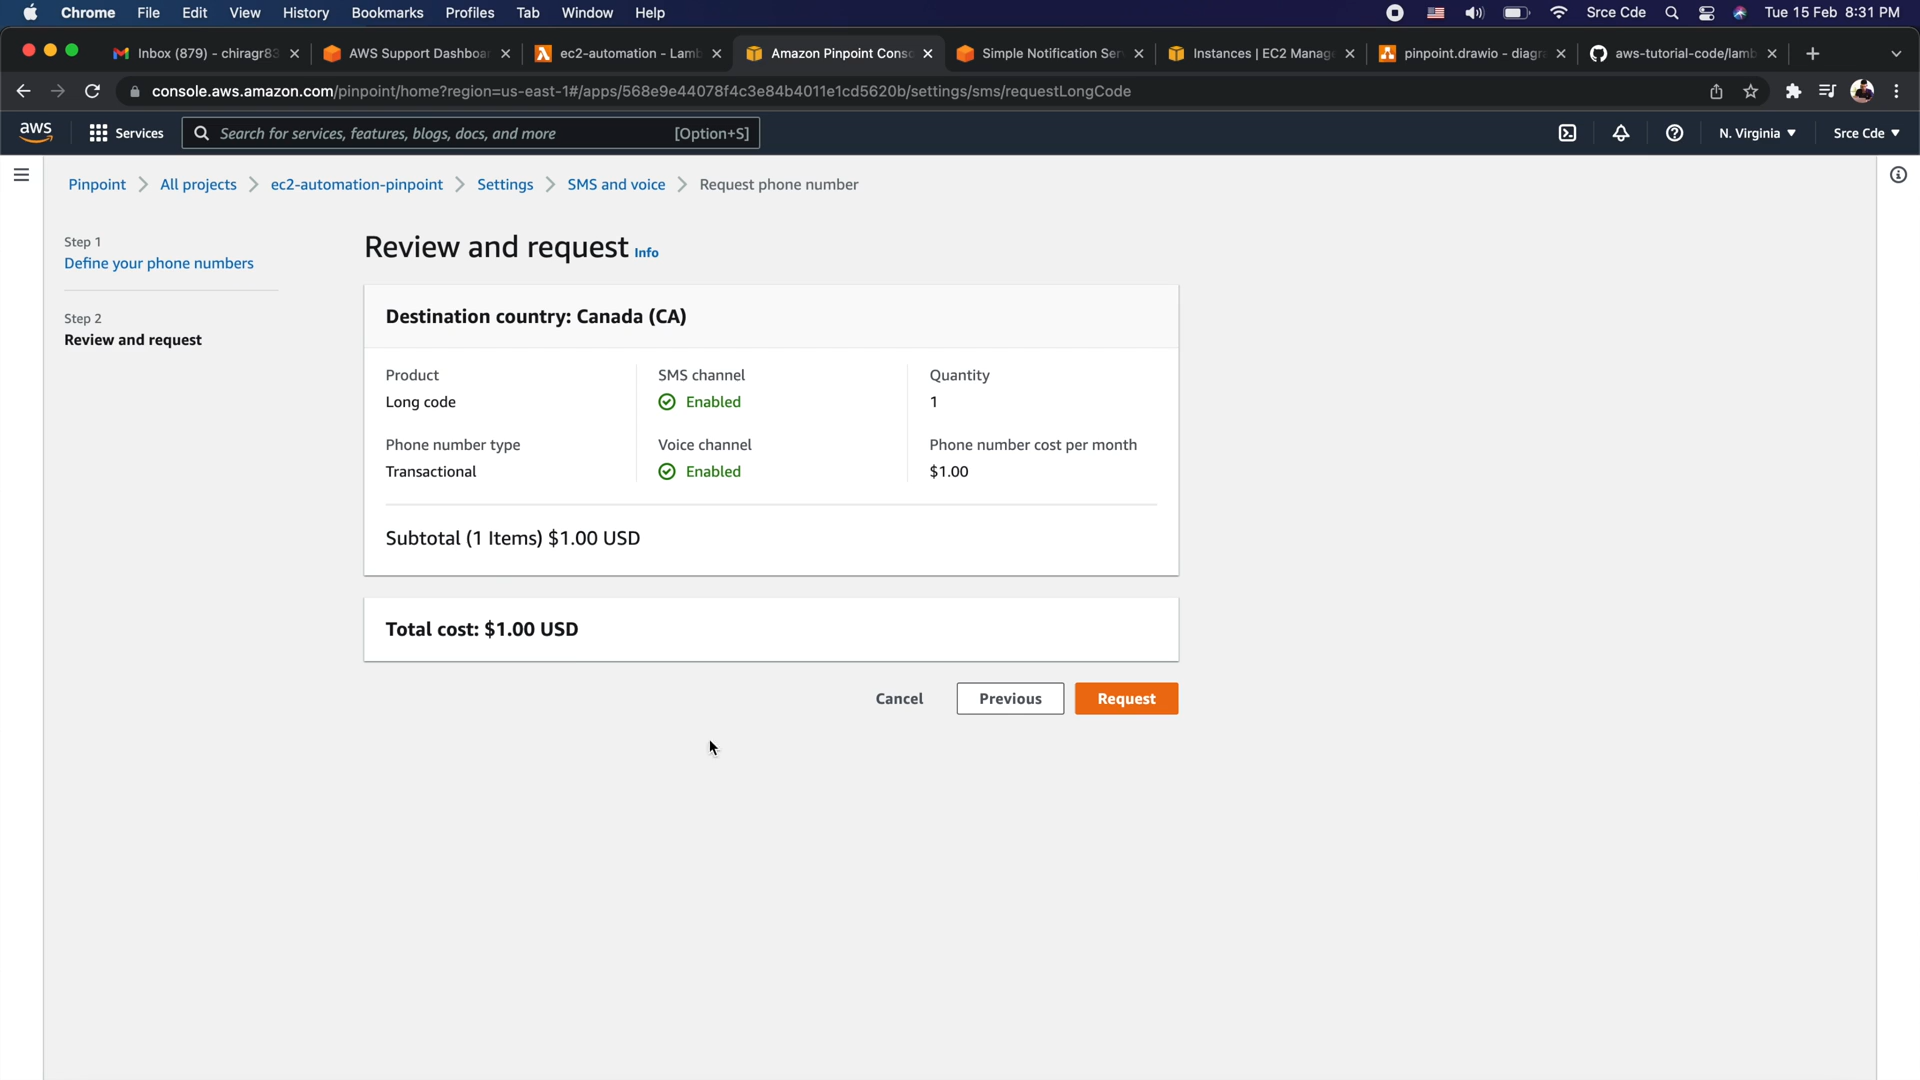 Chrome File Edit View History Bookmarks Profiles Tab Window Help Srce Cde Tue 15 Feb 8:31 PM
Inbox (879) - chiragr83 AWS Support Dashboa ec2-automation - Lam Amazon Pinpoint Conso Simple Notification Ser Instances | EC2 Manage pinpoint.drawio - diagra aws-tutorial-code/lamb
console.aws.amazon.com/pinpoint/home?region=us-east-1#/apps/568e9e44078f4c3e84b4011e1cd5620b/settings/sms/requestLongCode
aws Services Search for services, features, blogs, docs, and more [Option+S] N. Virginia Srce Cde
Pinpoint All projects ec2-automation-pinpoint Settings SMS and voice Request phone number
Step 1
Define your phone numbers
Step 2
Review and request
Review and request Info
Destination country: Canada (CA)
Product SMS channel Quantity
Long code Enabled 1
Phone number type Voice channel Phone number cost per month
Transactional Enabled $1.00
Subtotal (1 Items) $1.00 USD
Total cost: $1.00 USD
Cancel Previous Request